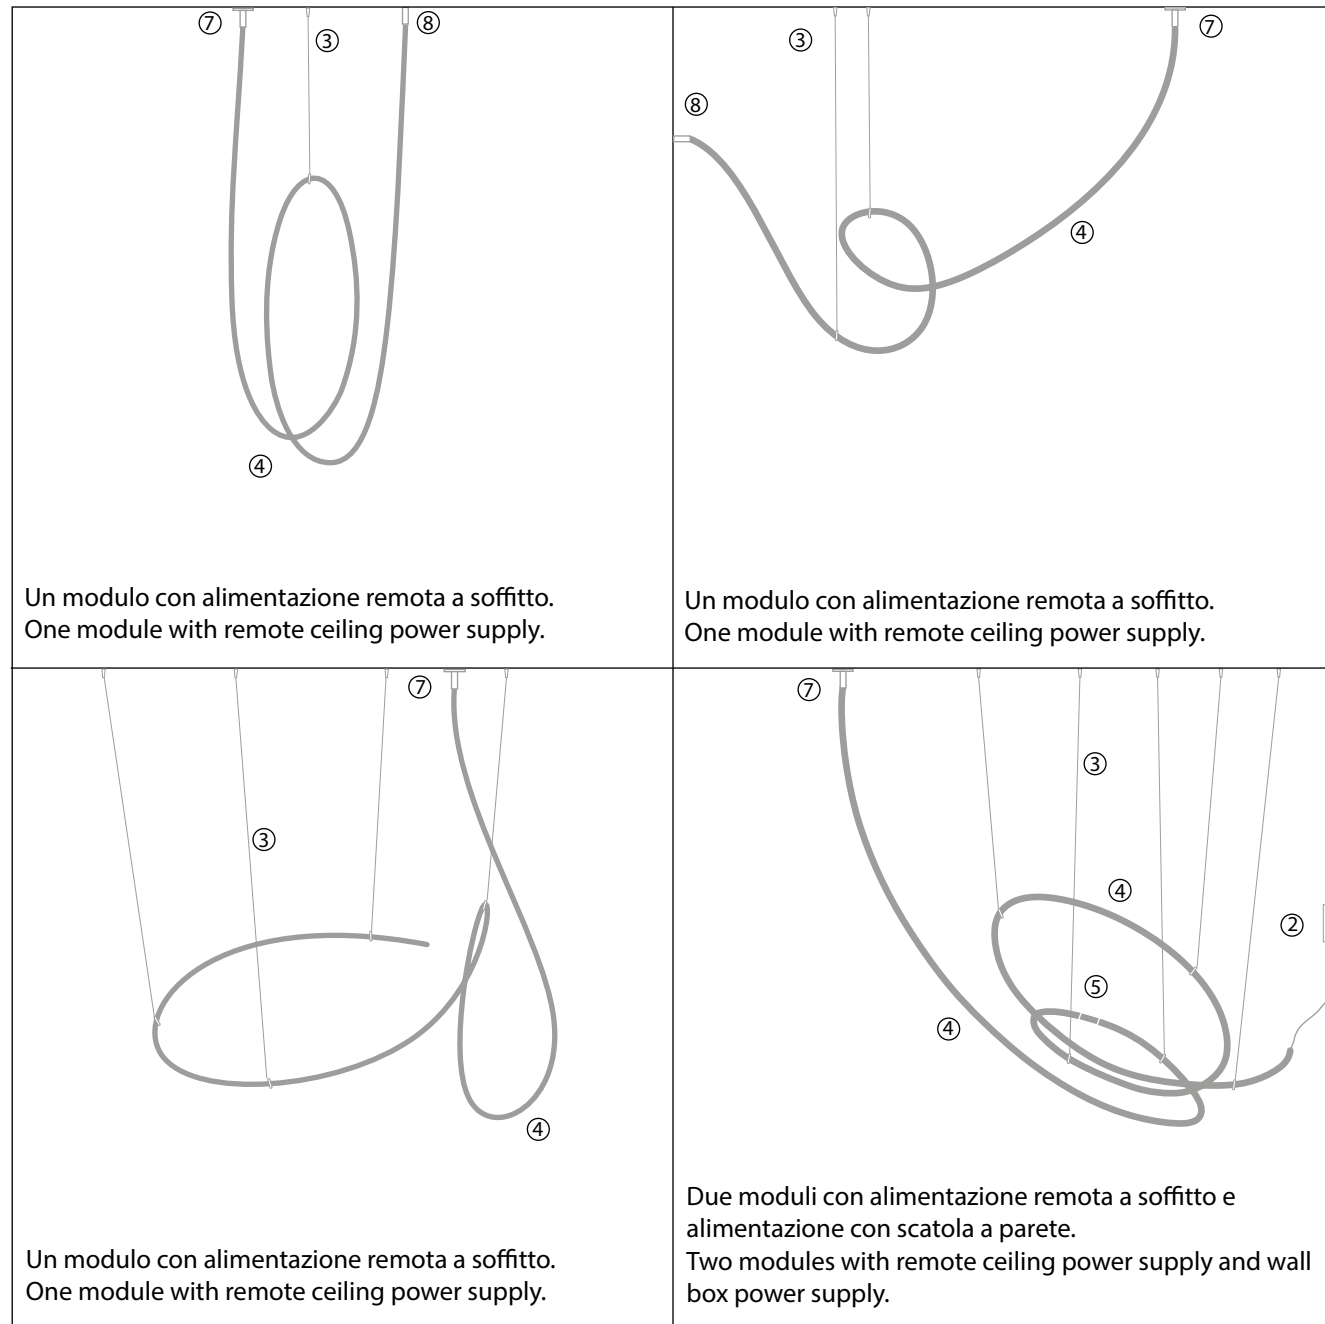 ⑦
③
⑧
④
Un modulo con alimentazione remota a soffitto.
One module with remote ceiling power supply.
③
⑦
⑧
④
Un modulo con alimentazione remota a soffitto.
One module with remote ceiling power supply.
⑦
③
④
Un modulo con alimentazione remota a soffitto.
One module with remote ceiling power supply.
⑦
③
④
②
⑤
④
Due moduli con alimentazione remota a soffitto e
alimentazione con scatola a parete.
Two modules with remote ceiling power supply and wall
box power supply.